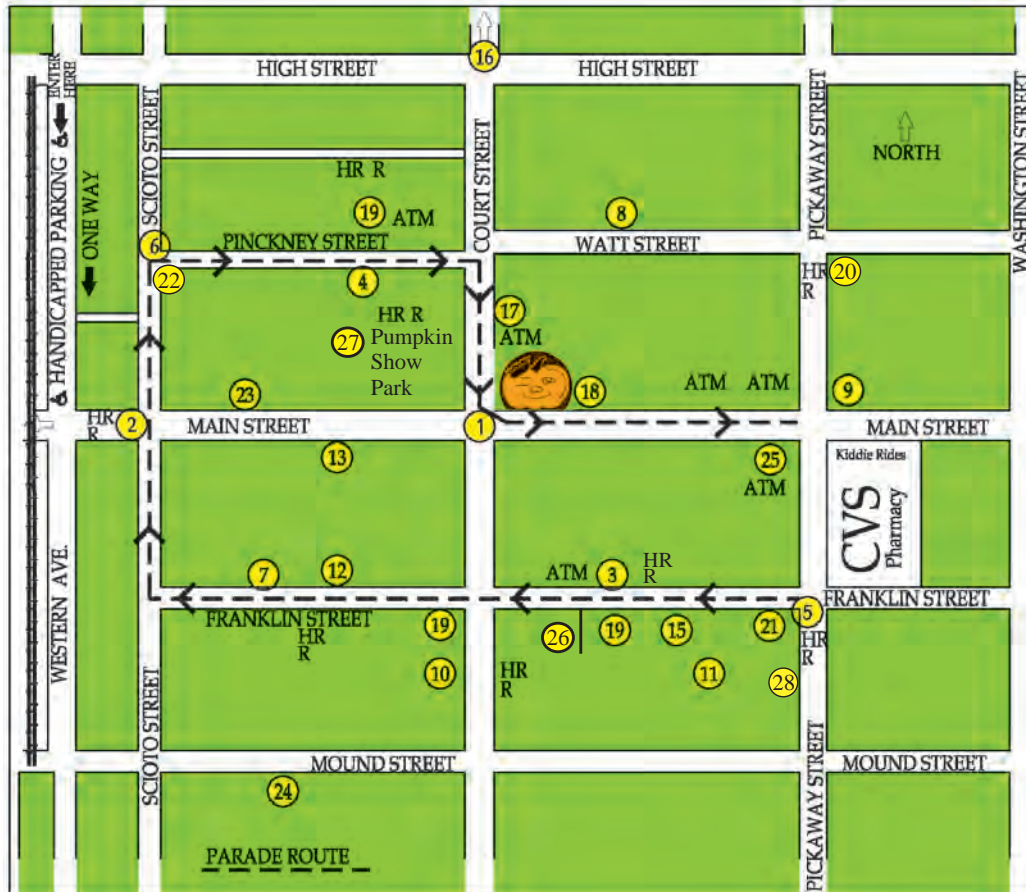 16
HIGH STREET
HIGH STREET
ENTER
HERE
HANDICAPPED PARKING
ONE WAY
SCIOTO STREET
COURT STREET
PICKAWAY STREET
WASHINGTON STREET
NORTH
HR R
19
ATM
8
6
PINCKNEY STREET
WATT STREET
22
4
HR
R
20
HR R
17
ATM
27
Pumpkin
Show
Park
23
18
ATM
ATM
9
HR
R
2
MAIN STREET
1
MAIN STREET
13
25
ATM
Kiddie Rides
CVS
Pharmacy
7
12
ATM
3
HR
R
FRANKLIN STREET
5
FRANKLIN STREET
HR
R
19
26
19
15
21
HR
R
WESTERN AVE.
10
HR
R
11
28
SCIOTO STREET
MOUND STREET
MOUND STREET
24
PICKAWAY STREET
PARADE ROUTE